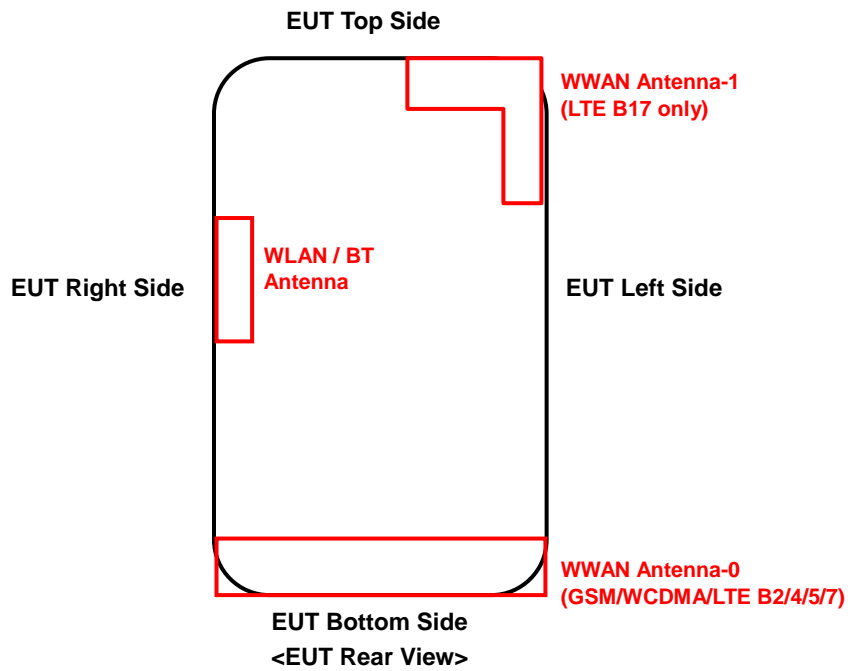 EUT Top Side
WWAN Antenna-1
(LTE B17 only)
WLAN / BT
Antenna
EUT Right Side
EUT Left Side
WWAN Antenna-0
(GSM/WCDMA/LTE B2/4/5/7)
EUT Bottom Side
<EUT Rear View>